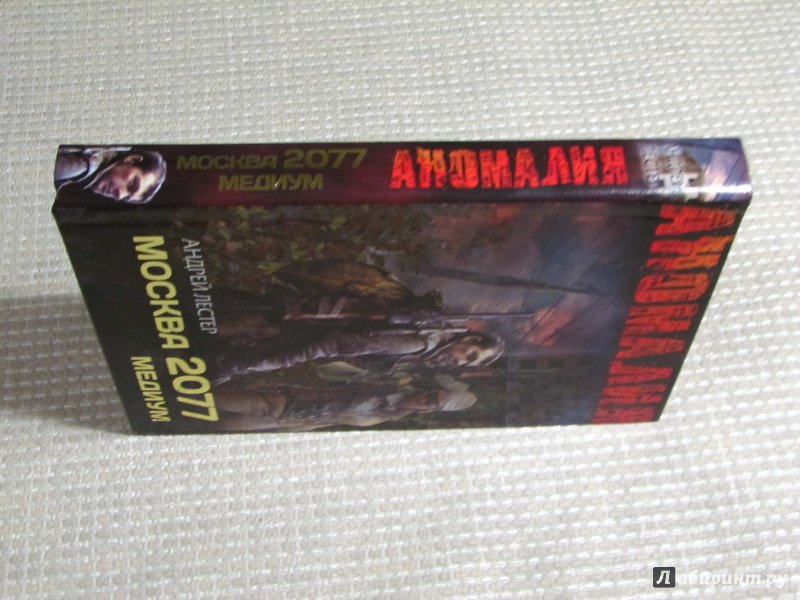 МОСКВА 2077
МЕДИУМ
АНОМАЛИЯ
АНОМАЛИЯ
АНДРЕЙ ЛЕСТЕР
МОСКВА 2077
МЕДИУМ
Лабиринт.ру